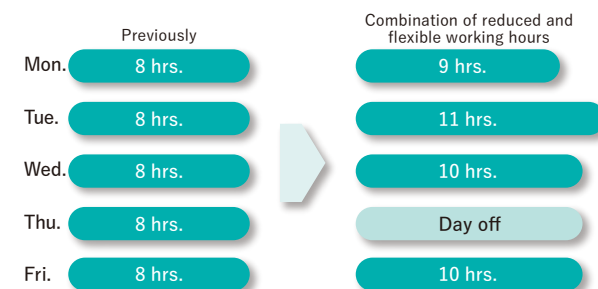 Previously
Combination of reduced and
flexible working hours
Mon. 8 hrs. 9 hrs.
Tue. 8 hrs. 11 hrs.
Wed. 8 hrs. 10 hrs.
Thu. 8 hrs. Day off
Fri. 8 hrs. 10 hrs.